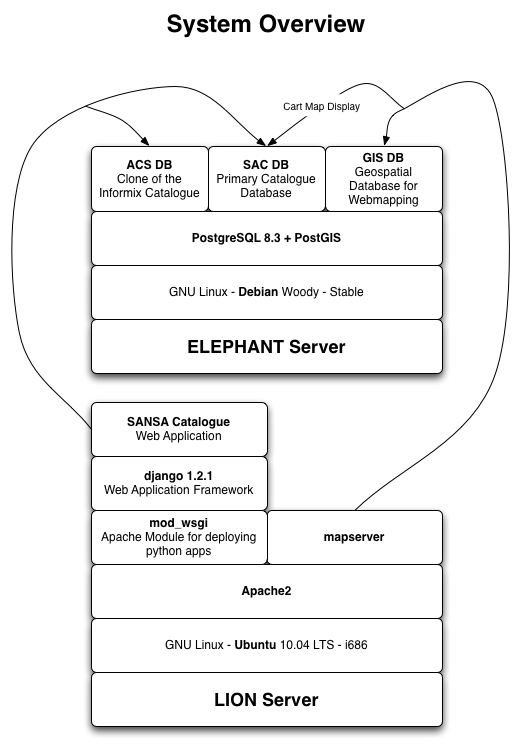 System Overview
Cart Map Display
ACS DB
Clone of the
Informix Catalogue
SAC DB
Primary Catalogue
Database
GIS DB
Geospatial
Database for
Webmapping
PostgreSQL 8.3 + PostGIS
GNU Linux - Debian Woody - Stable
ELEPHANT Server
SANSA Catalogue
Web Application
django 1.2.1
Web Application Framework
mod_wsgi
Apache Module for deploying
python apps
mapserver
Apache2
GNU Linux - Ubuntu 10.04 LTS - i686
LION Server